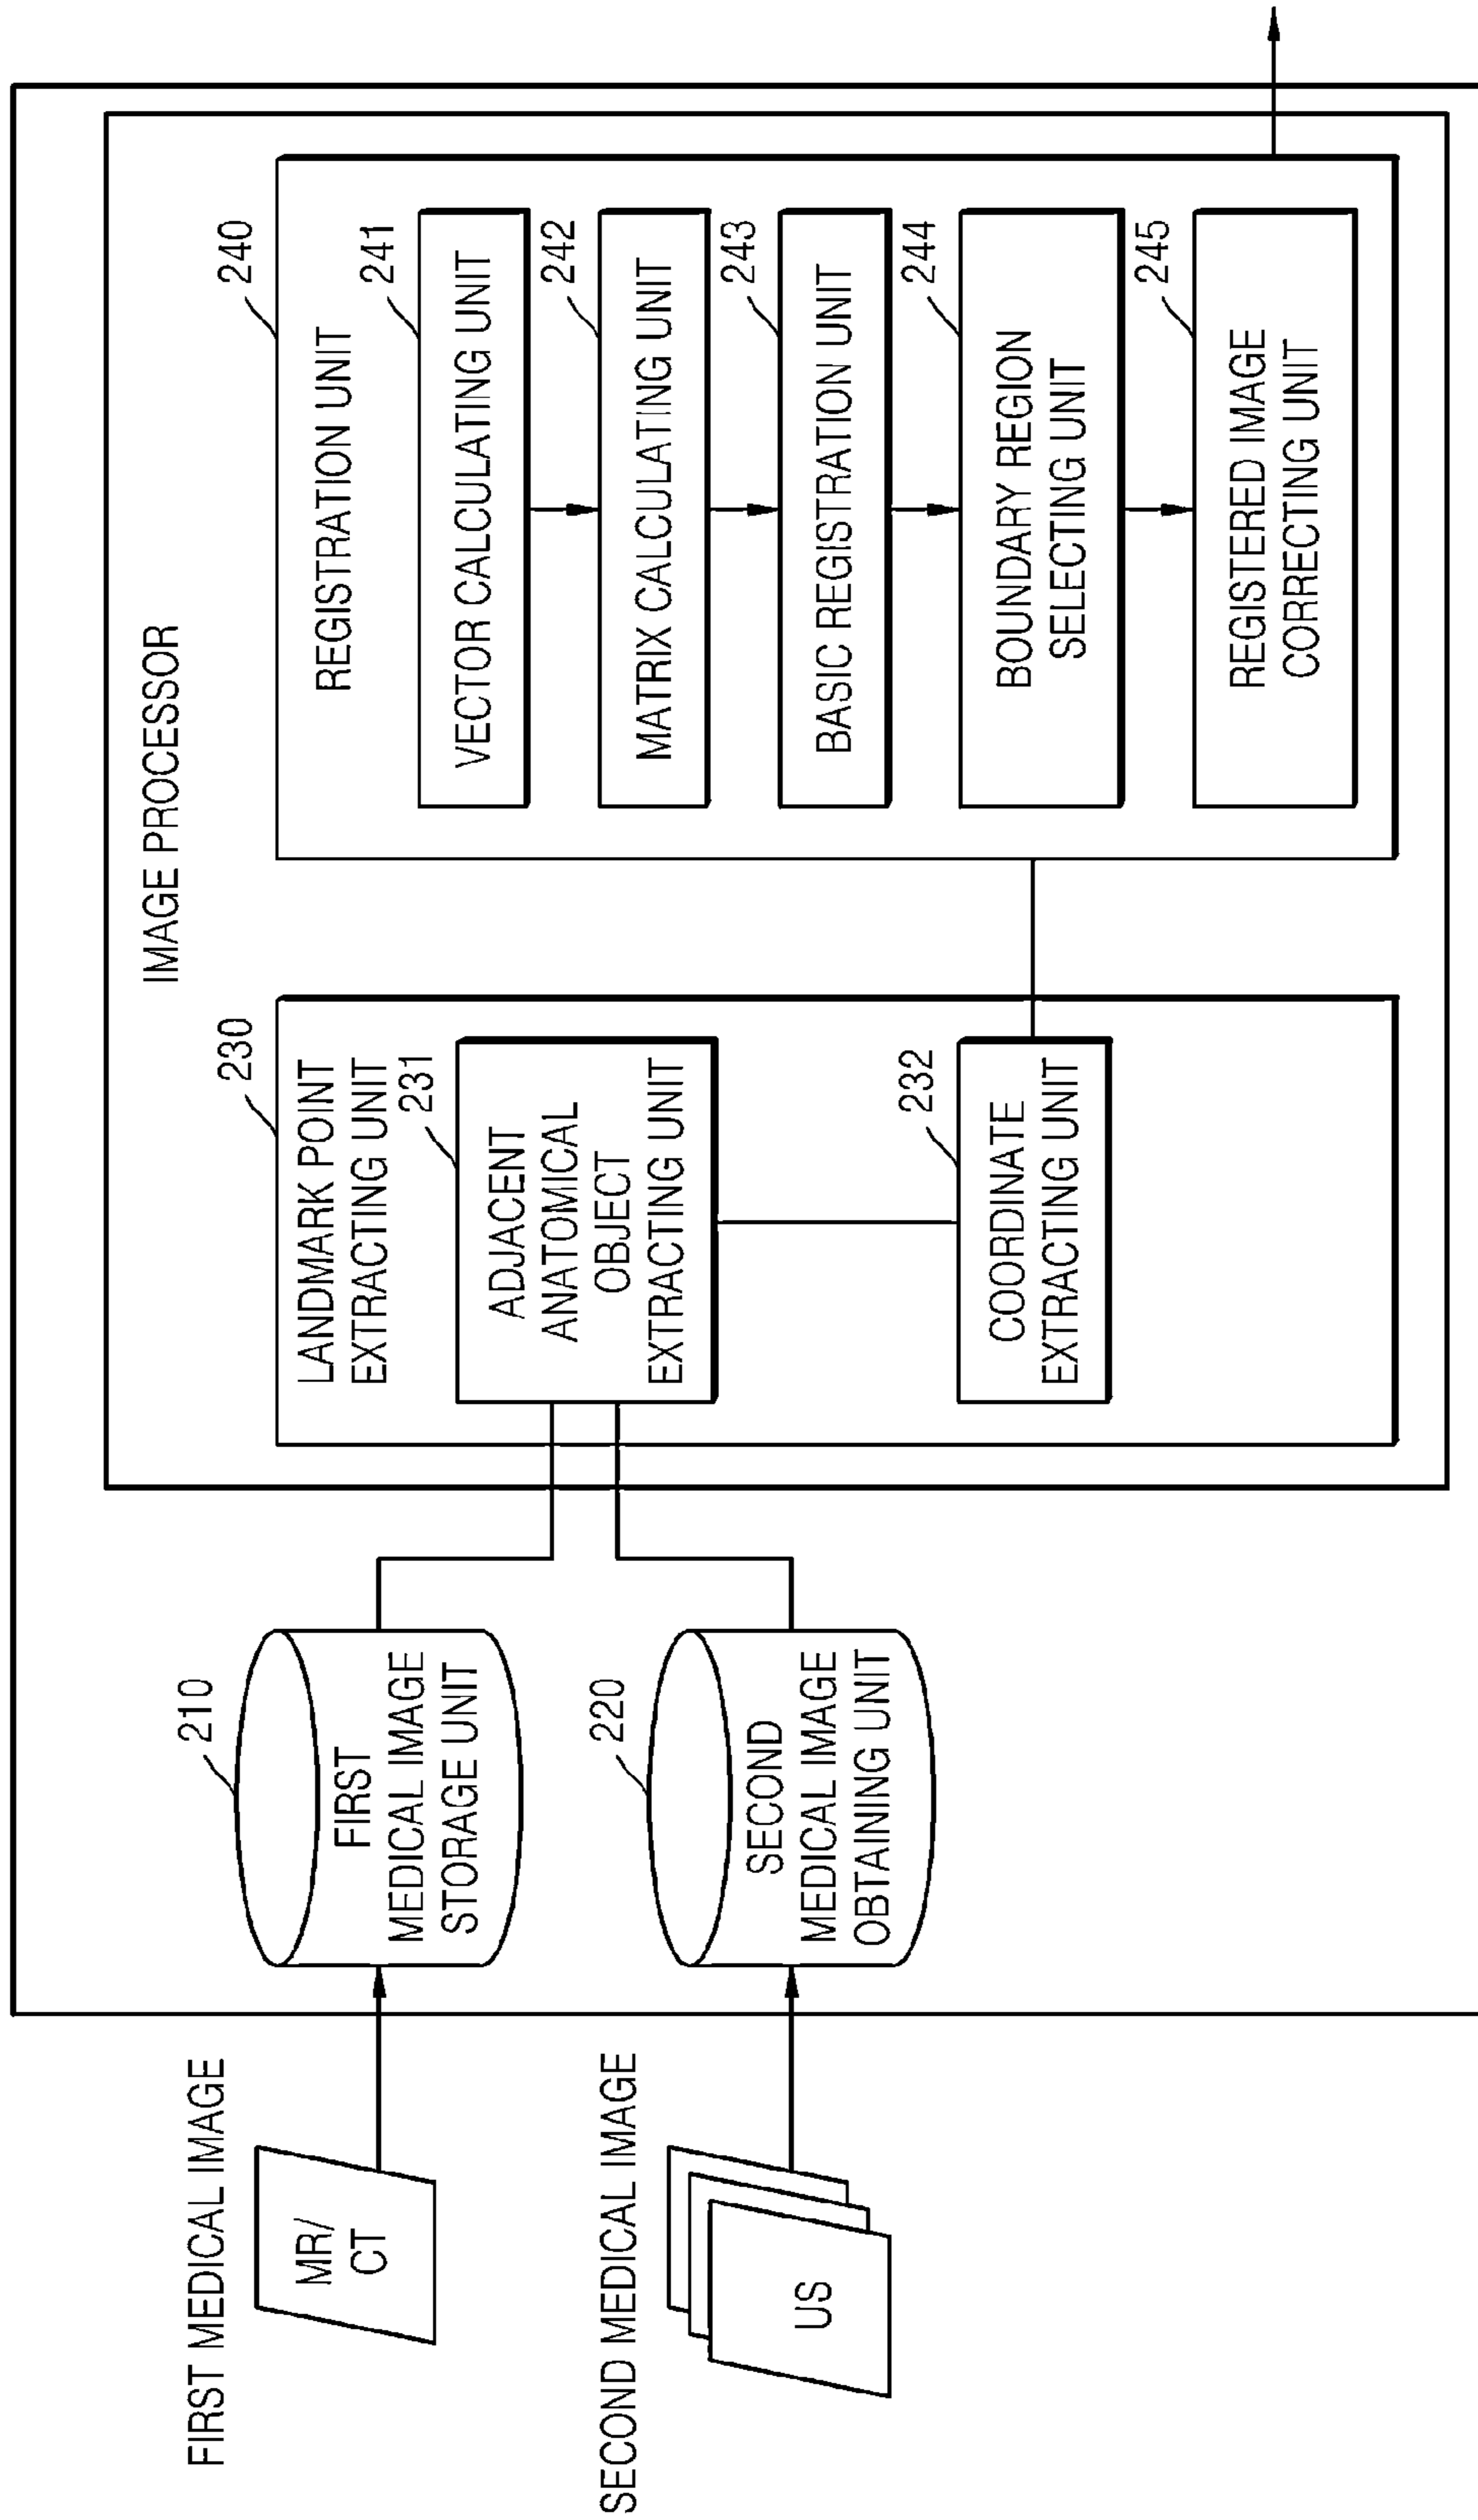 FIRST MEDICAL IMAGE
MR/
CT
SECOND MEDICAL IMAGE
US
210
FIRST
MEDICAL IMAGE
STORAGE UNIT
220
SECOND
MEDICAL IMAGE
OBTAINING UNIT
IMAGE PROCESSOR
230
LANDMARK POINT
EXTRACTING UNIT
231
ADJACENT
ANATOMICAL
OBJECT
EXTRACTING UNIT
232
COORDINATE
EXTRACTING UNIT
240
REGISTRATION UNIT
241
VECTOR CALCULATING UNIT
242
MATRIX CALCULATING UNIT
243
BASIC REGISTRATION UNIT
244
BOUNDARY REGION
SELECTING UNIT
245
REGISTERED IMAGE
CORRECTING UNIT